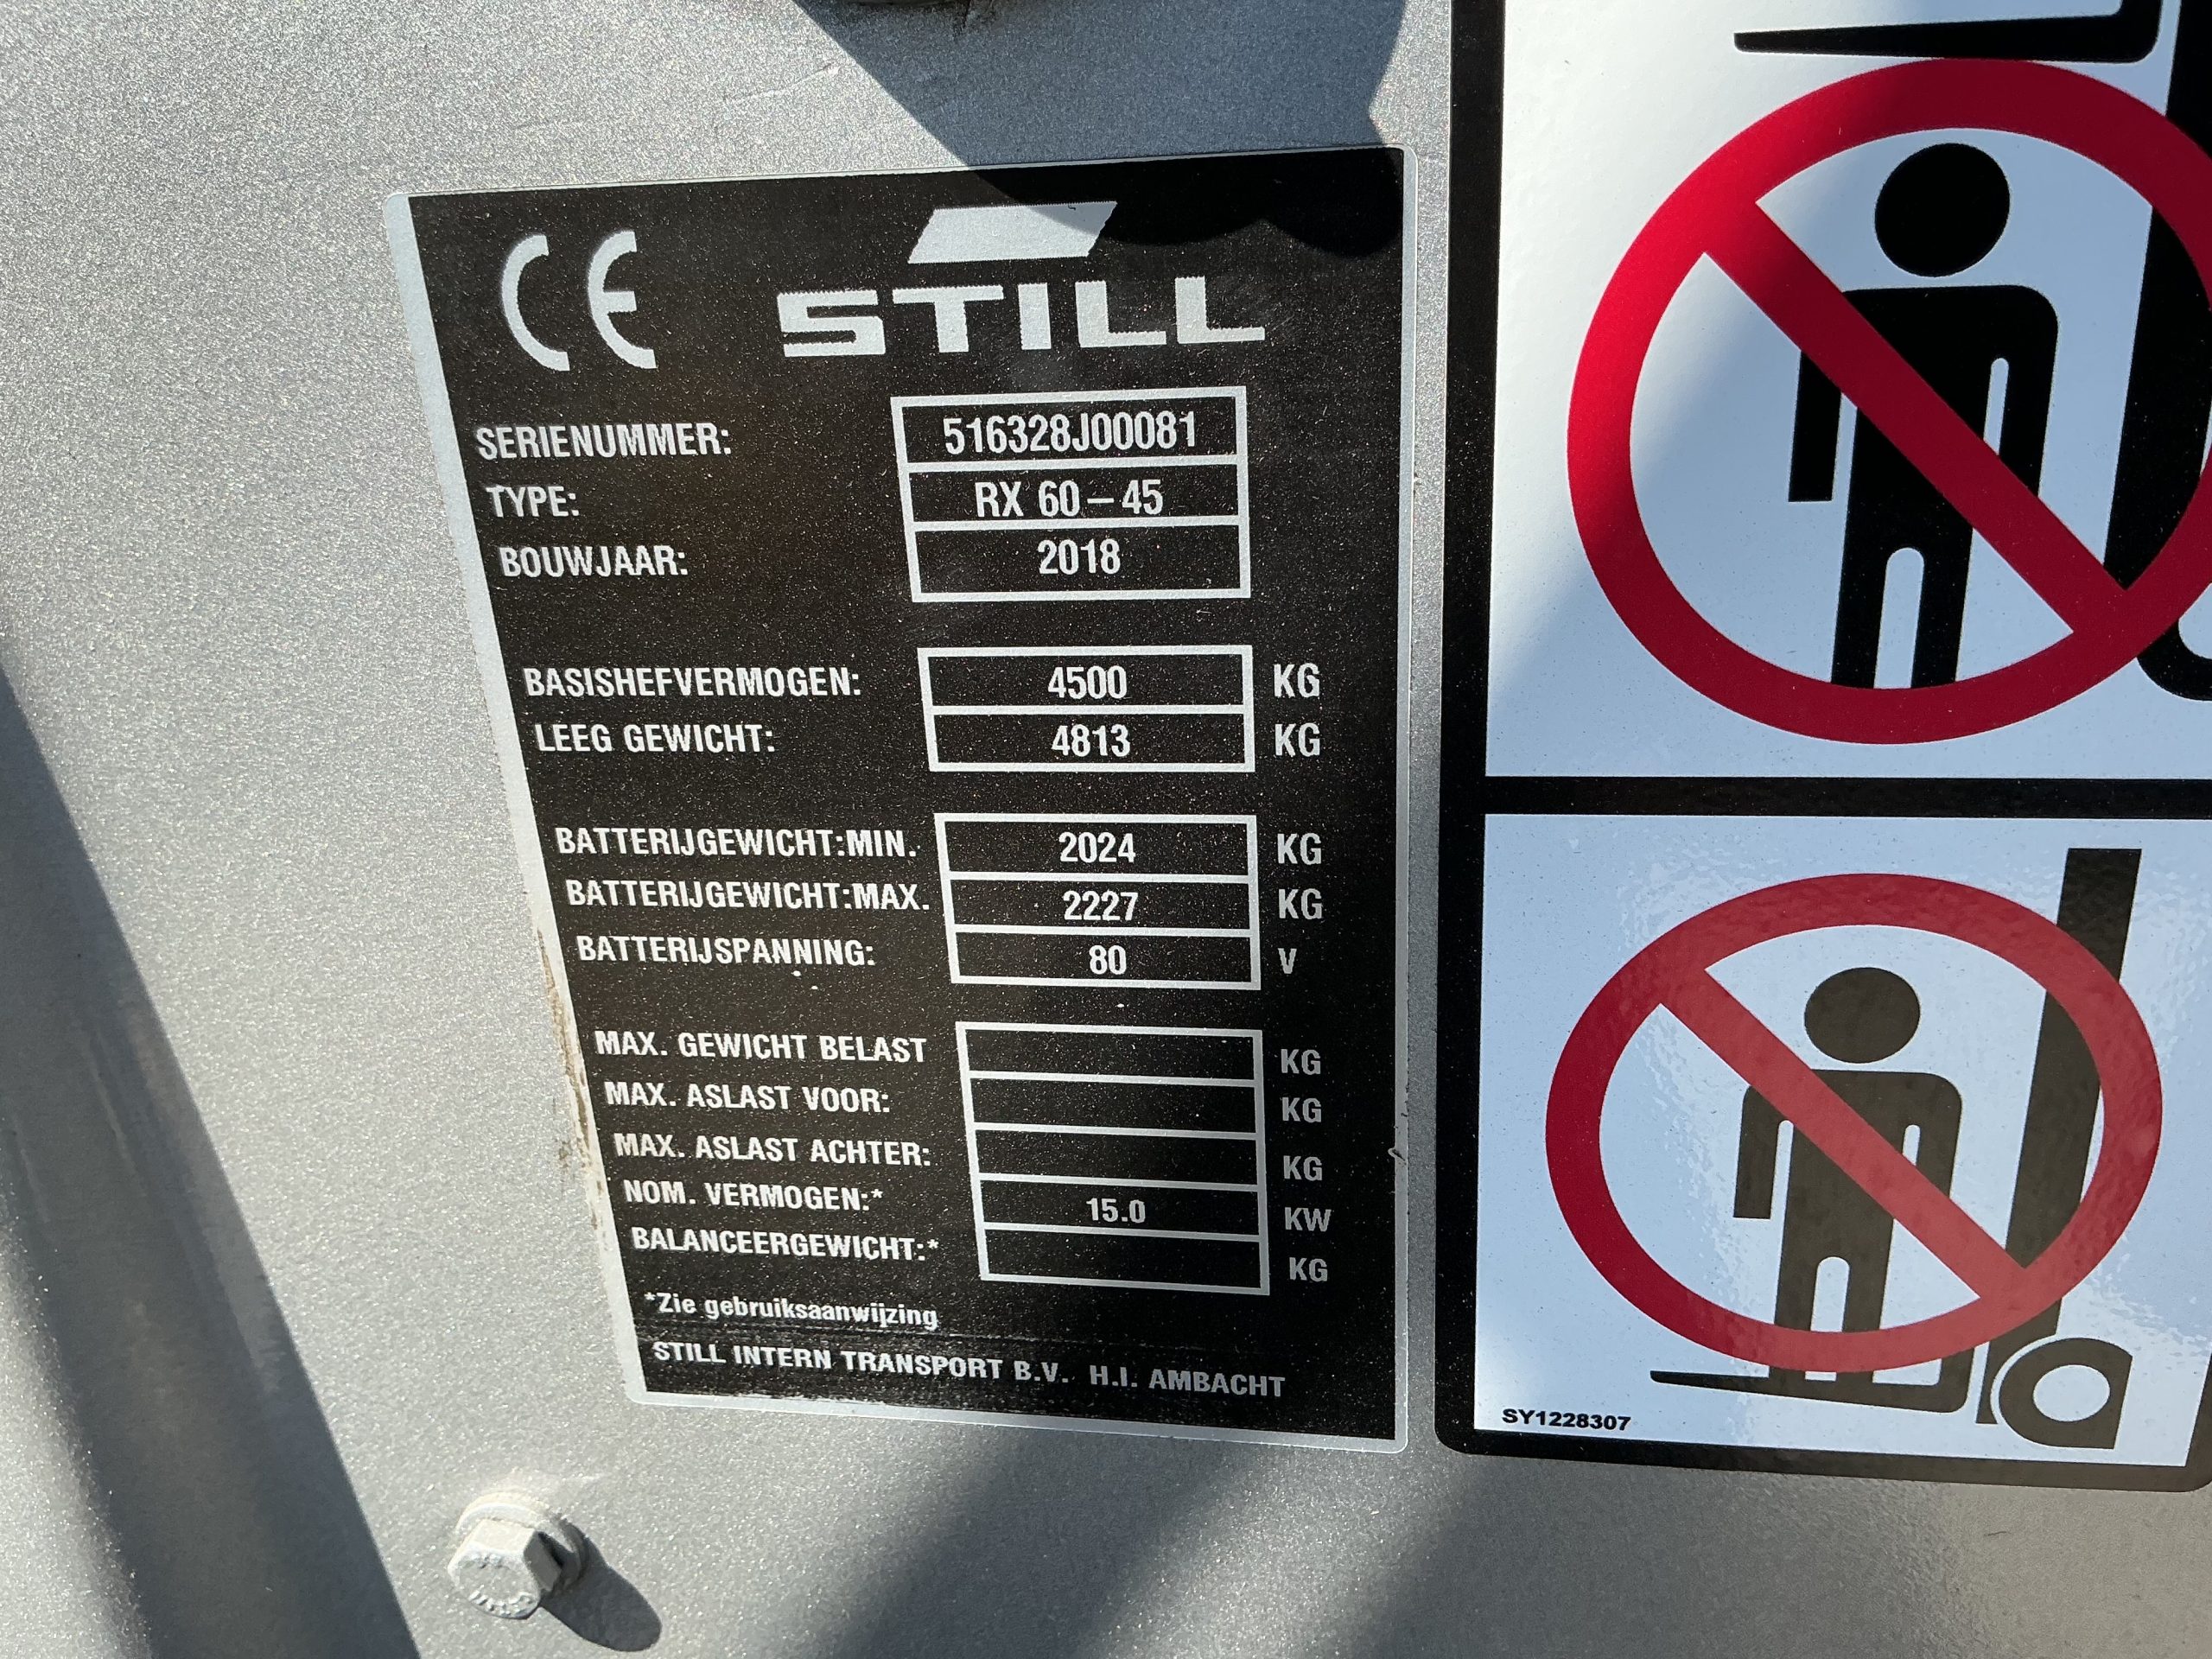 CE STILL
SERIENUMMER: 516328J00081
TYPE: RX 60-45
BOUWJAAR: 2018
BASISHEFVERMOGEN: 4500 KG
LEEG GEWICHT: 4813 KG
BATTERIJGEWICHT:MIN. 2024 KG
BATTERIJGEWICHT:MAX. 2227 KG
BATTERIJSPANNING: 80 V
MAX. GEWICHT BELAST KG
MAX. ASLAST VOOR: KG
MAX. ASLAST ACHTER: KG
NOM. VERMOGEN:* 15.0 KW
BALANCEERGEWICHT:* KG
*Zie gebruiksaanwijzing
STILL INTERN TRANSPORT B.V. H.I. AMBACHT
SY1228307